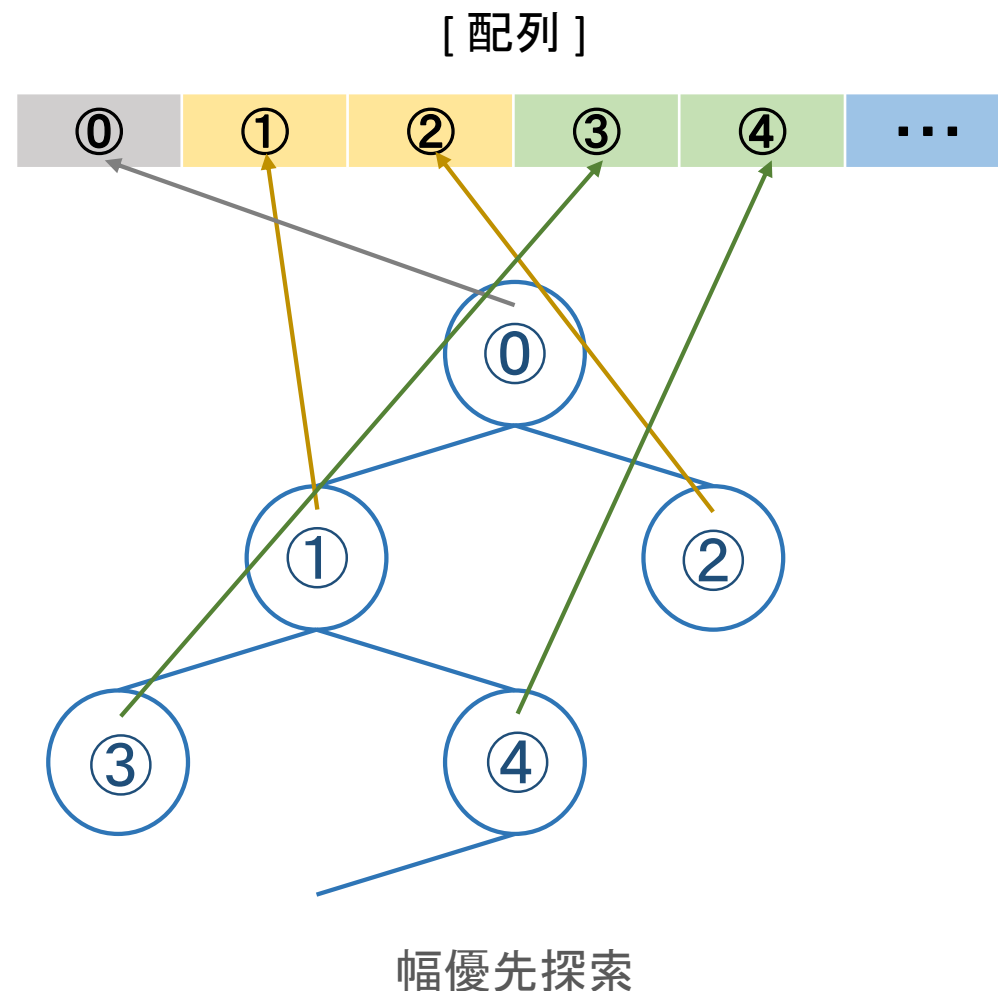 [ 配列 ]
⓪ ① ② ③ ④ ・・・
⓪
① ②
③ ④
幅優先探索